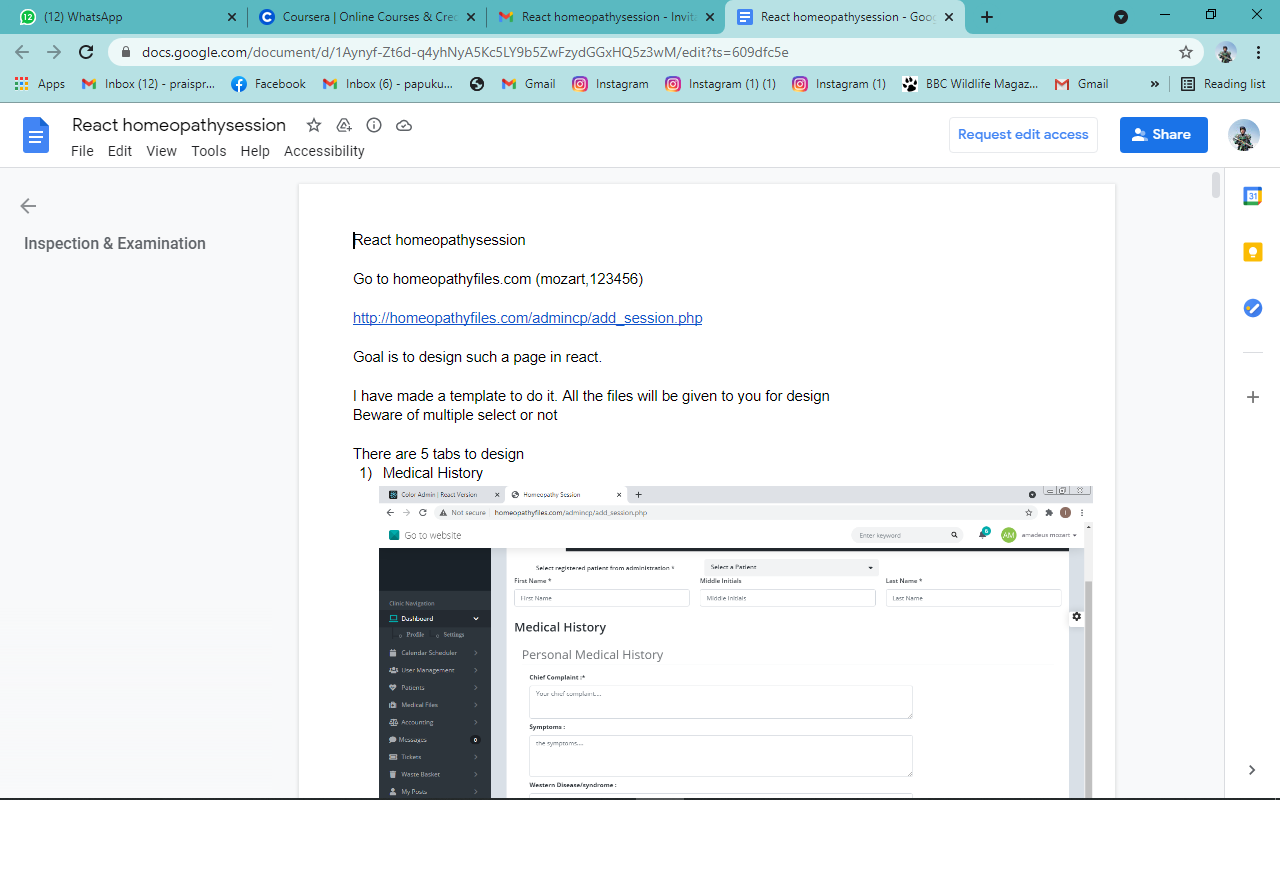 (12) WhatsApp
Coursera | Online Courses & Crec
React homeopathysession - Invit
React homeopathysession - Goog
docs.google.com/document/d/1Aynyf-Zt6d-q4yhNyA5Kc5LY9b5ZwFzydGGxHQ5z3wM/edit?ts=609dfc5e
Apps
Inbox (12) - praispr...
Facebook
Inbox (6) - papuku...
Gmail
Instagram
Instagram (1) (1)
Instagram (1)
BBC Wildlife Magaz...
Gmail
»
Reading list
React homeopathysession
File Edit View Tools Help Accessibility
Request edit access
Share
Inspection & Examination
React homeopathysession
Go to homeopathyfiles.com (mozart,123456)
http://homeopathyfiles.com/admincp/add_session.php
Goal is to design such a page in react.
I have made a template to do it. All the files will be given to you for design
Beware of multiple select or not
There are 5 tabs to design
1) Medical History
Color Admin | React Version
Homeopathy Session
Not secure | homeopathyfiles.com/admincp/add_session.php
Go to website
Enter keyword
AM
amadeus mozart
Select registered patient from administration *
Select a Patient
First Name *
Middle Initials
Last Name *
First Name
Middle Initials
Last Name
Clinic Navigation
Dashboard
Profile
Settings
Calendar Scheduler
User Management
Patients
Medical Files
Accounting
Messages
0
Tickets
Waste Basket
My Posts
Medical History
Personal Medical History
Chief Complaint :*
Your chief complaint....
Symptoms :
the symptoms....
Western Disease/syndrome :
31